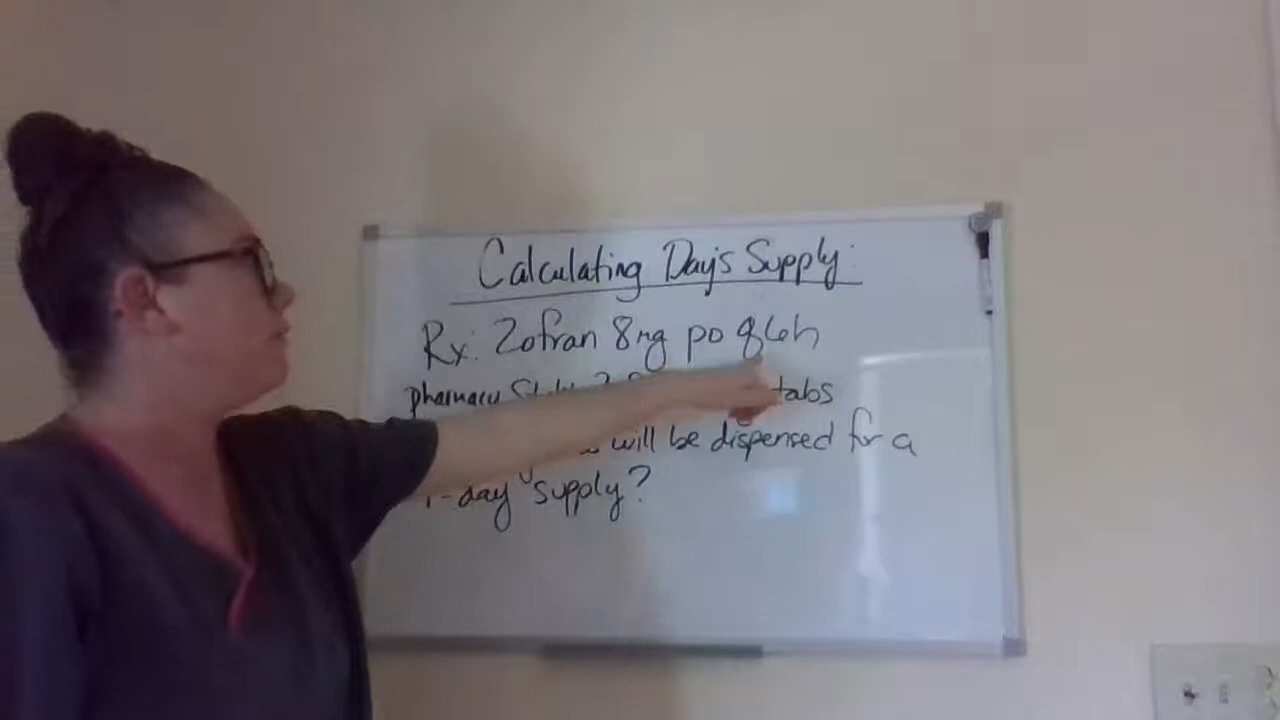 Calculating Day's Supply:
Rx: Zofran 8mg po q6h
pharmacy tabs
will be dispensed for a
-day supply?